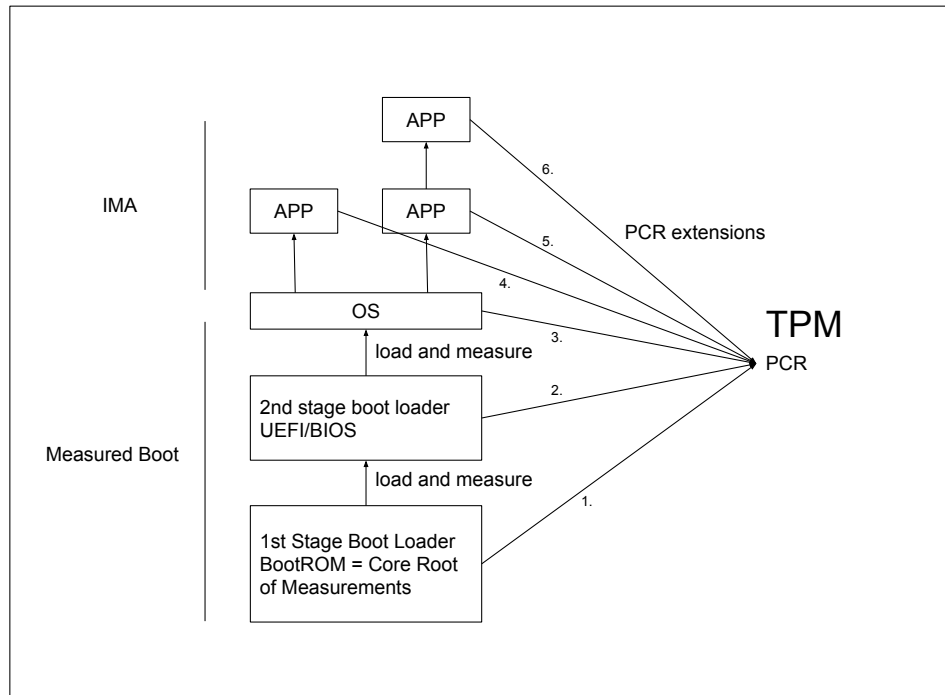 APP
6.
IMA
APP
APP
5.
PCR extensions
4.
OS
3.
TPM
PCR
load and measure
2nd stage boot loader
UEFI/BIOS
2.
Measured Boot
load and measure
1.
1st Stage Boot Loader
BootROM = Core Root
of Measurements